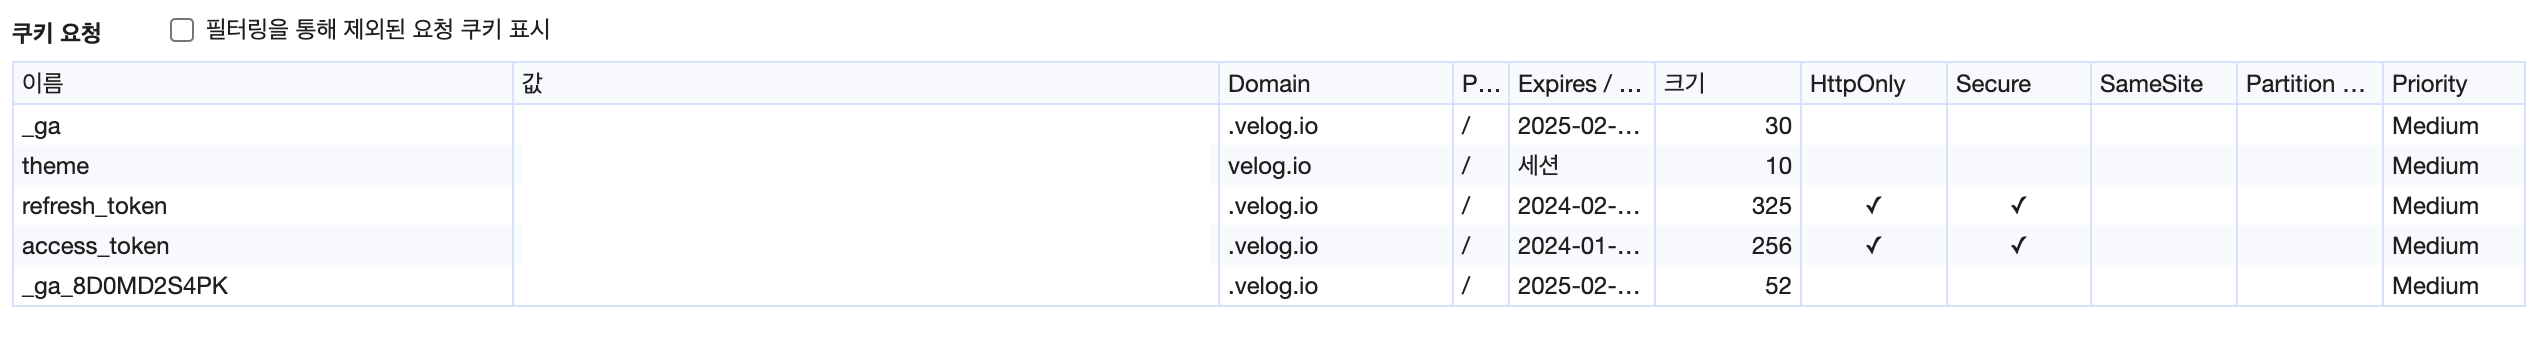 쿠키 요청 필터링을 통해 제외된 요청 쿠키 표시
이름 값 Domain P... Expires / ... 크기 HttpOnly Secure SameSite Partition ... Priority
_ga .velog.io / 2025-02-... 30 Medium
theme velog.io / 세션 10 Medium
refresh_token .velog.io / 2024-02-... 325 ✓ ✓ Medium
access_token .velog.io / 2024-01-... 256 ✓ ✓ Medium
_ga_8D0MD2S4PK .velog.io / 2025-02-... 52 Medium